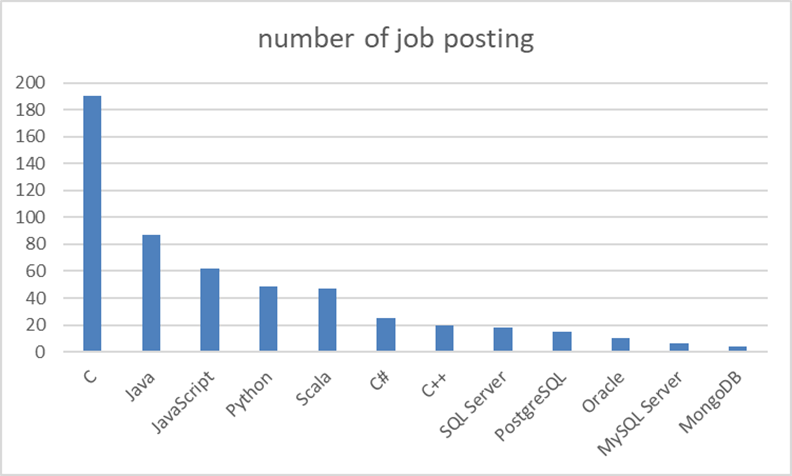 number of job posting
200
180
160
140
120
100
80
60
40
20
0
C
Java
JavaScript
Python
Scala
C#
C++
SQL Server
PostgreSQL
Oracle
MySQL Server
MongoDB